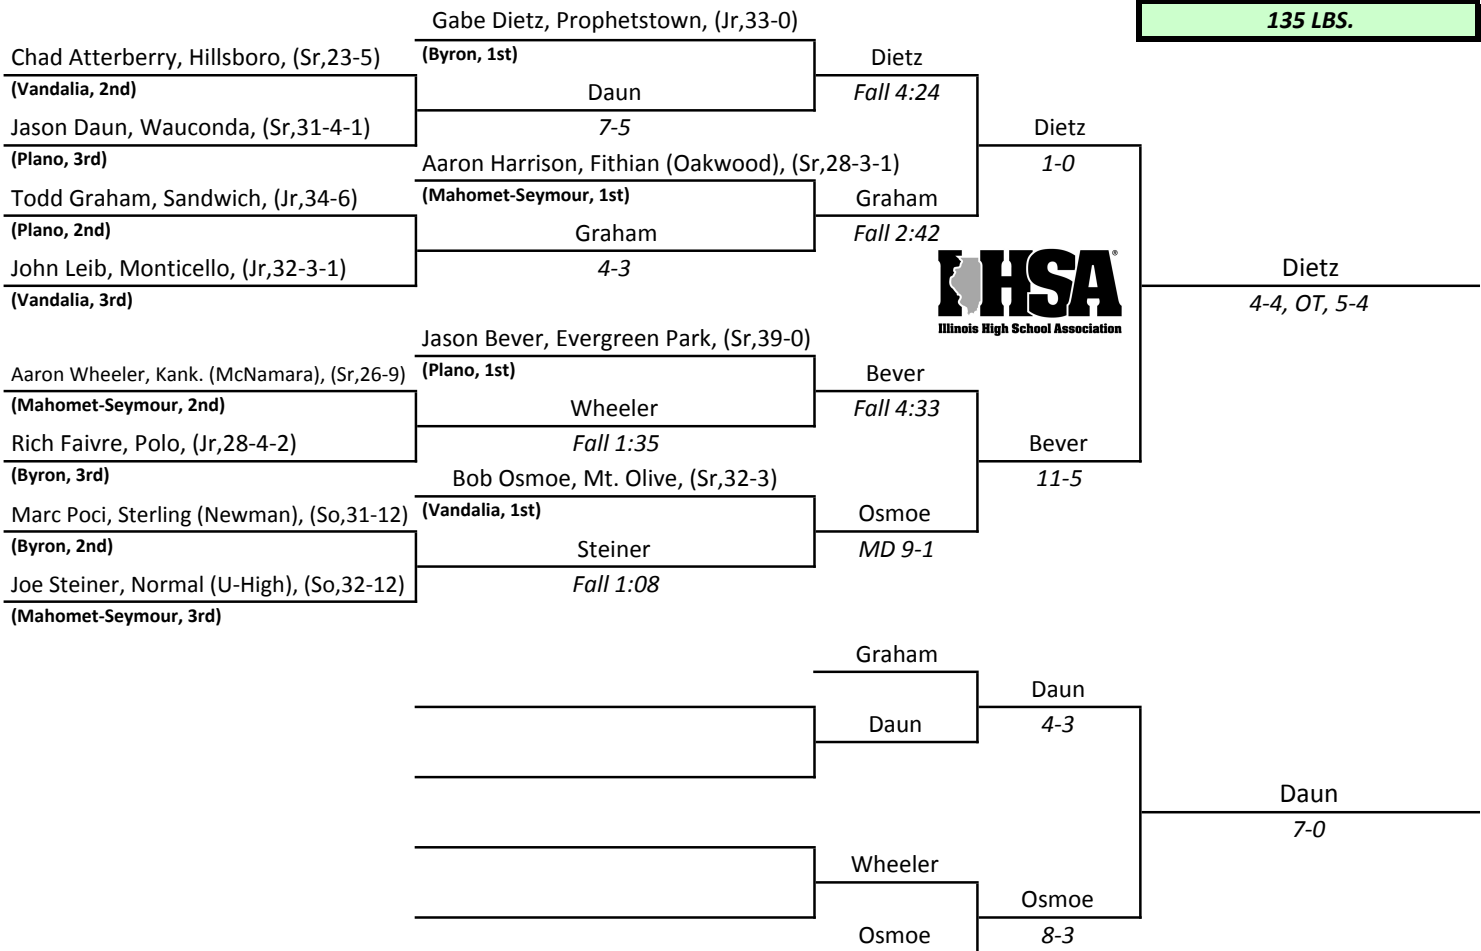 Gabe Dietz, Prophetstown, (Jr,33-0)
135 LBS.
Chad Atterberry, Hillsboro, (Sr,23-5)
(Byron, 1st)
Dietz
(Vandalia, 2nd)
Daun
Fall 4:24
Jason Daun, Wauconda, (Sr,31-4-1)
7-5
Dietz
(Plano, 3rd)
Aaron Harrison, Fithian (Oakwood), (Sr,28-3-1)
1-0
Todd Graham, Sandwich, (Jr,34-6)
(Mahomet-Seymour, 1st)
Graham
(Plano, 2nd)
Graham
Fall 2:42
John Leib, Monticello, (Jr,32-3-1)
4-3
IHSA
Dietz
(Vandalia, 3rd)
4-4, OT, 5-4
Illinois High School Association
Jason Bever, Evergreen Park, (Sr,39-0)
Aaron Wheeler, Kank. (McNamara), (Sr,26-9)
(Plano, 1st)
Bever
(Mahomet-Seymour, 2nd)
Wheeler
Fall 4:33
Rich Faivre, Polo, (Jr,28-4-2)
Fall 1:35
Bever
(Byron, 3rd)
Bob Osmoe, Mt. Olive, (Sr,32-3)
11-5
Marc Poci, Sterling (Newman), (So,31-12)
(Vandalia, 1st)
Osmoe
(Byron, 2nd)
Steiner
MD 9-1
Joe Steiner, Normal (U-High), (So,32-12)
Fall 1:08
(Mahomet-Seymour, 3rd)
Graham
Daun
Daun
4-3
Daun
7-0
Wheeler
Osmoe
Osmoe
8-3